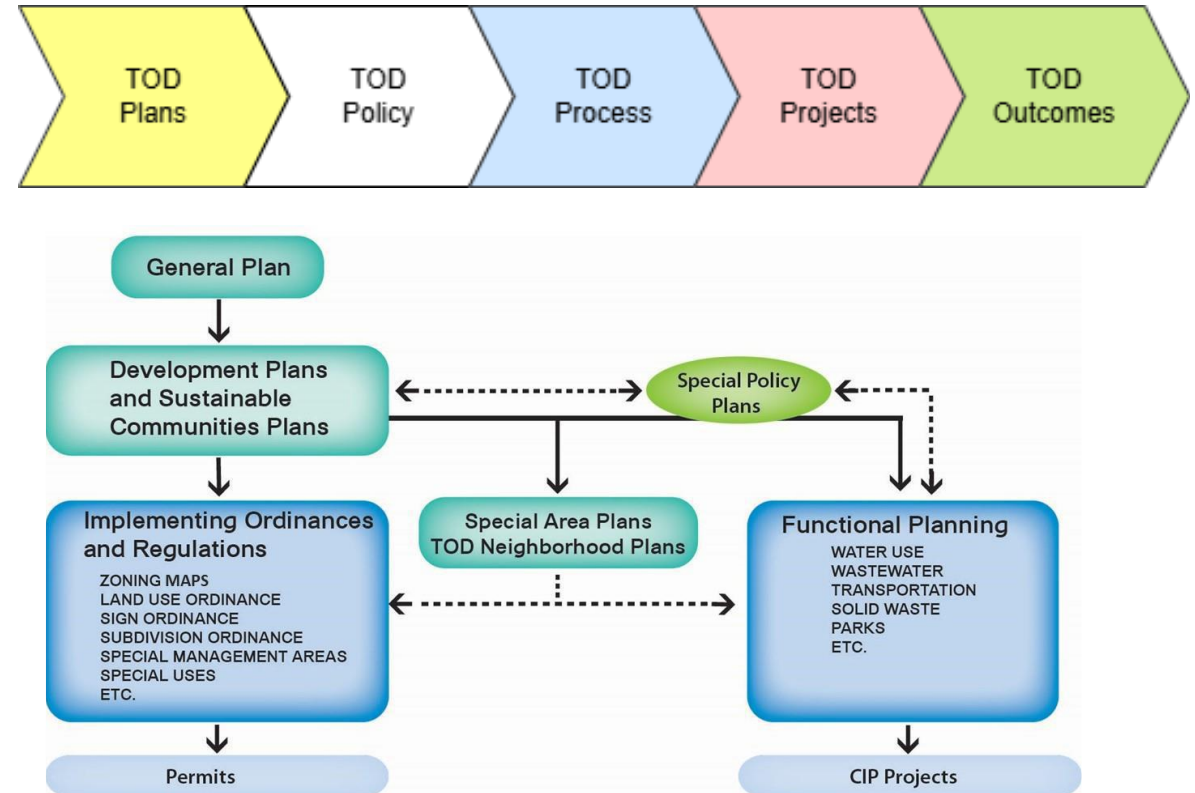 TOD
Plans
TOD
Policy
TOD
Process
TOD
Projects
TOD
Outcomes
General Plan
Development Plans
and Sustainable
Communities Plans
Special Policy
Plans
Implementing Ordinances
and Regulations
ZONING MAPS
LAND USE ORDINANCE
SIGN ORDINANCE
SUBDIVISION ORDINANCE
SPECIAL MANAGEMENT AREAS
SPECIAL USES
ETC.
Special Area Plans
TOD Neighborhood Plans
Functional Planning
WATER USE
WASTEWATER
TRANSPORTATION
SOLID WASTE
PARKS
ETC.
Permits
CIP Projects